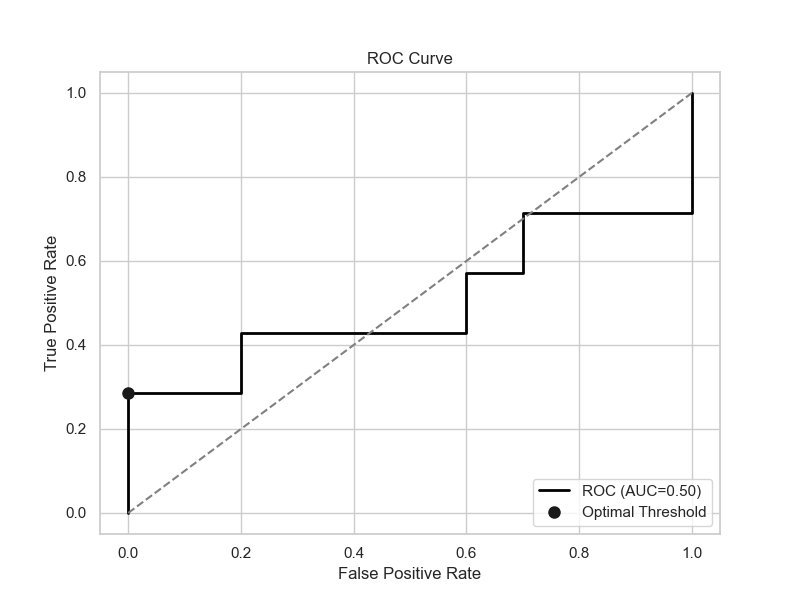 ROC Curve
1.0
0.8
0.6
0.4
0.2
0.0
True Positive Rate
0.0 0.2 0.4 0.6 0.8 1.0
False Positive Rate
ROC (AUC=0.50)
Optimal Threshold